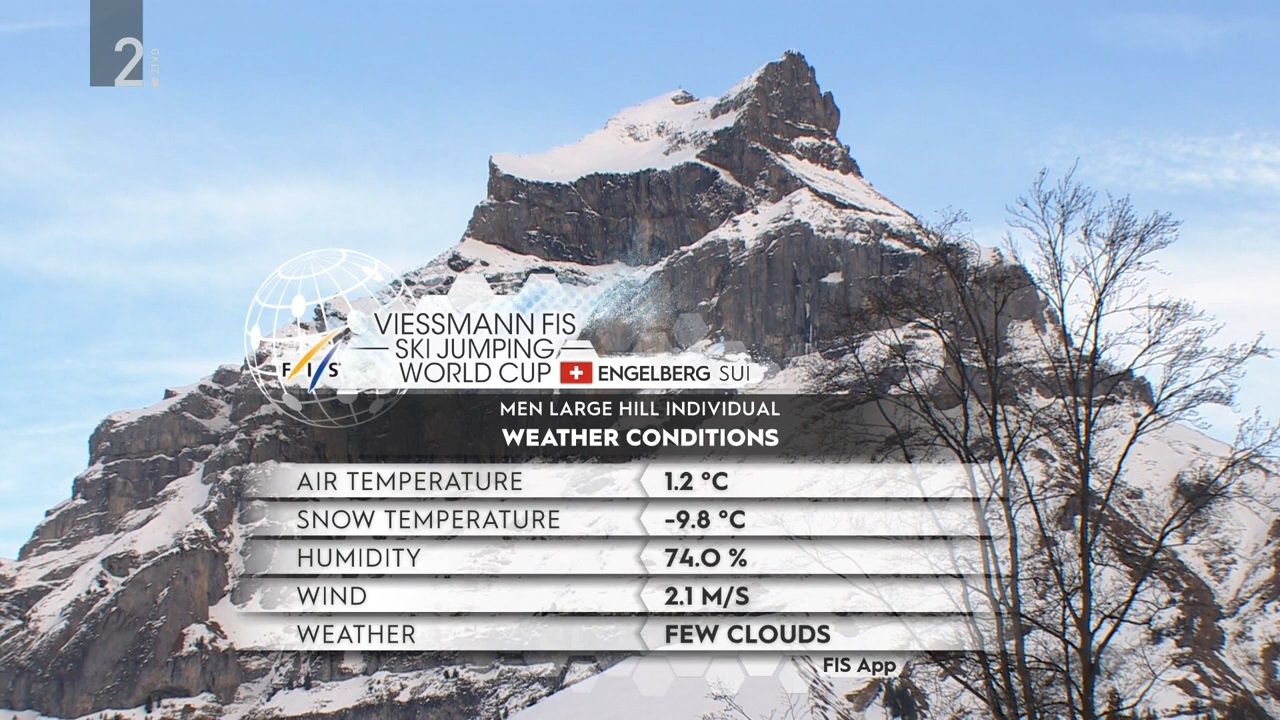 2
V ŽIVO
FIS
VIESSMANN FIS
SKI JUMPING
WORLD CUP
ENGELBERG SUI
MEN LARGE HILL INDIVIDUAL
WEATHER CONDITIONS
AIR TEMPERATURE 1.2 °C
SNOW TEMPERATURE -9.8 °C
HUMIDITY 74.0 %
WIND 2.1 M/S
WEATHER FEW CLOUDS
FIS App